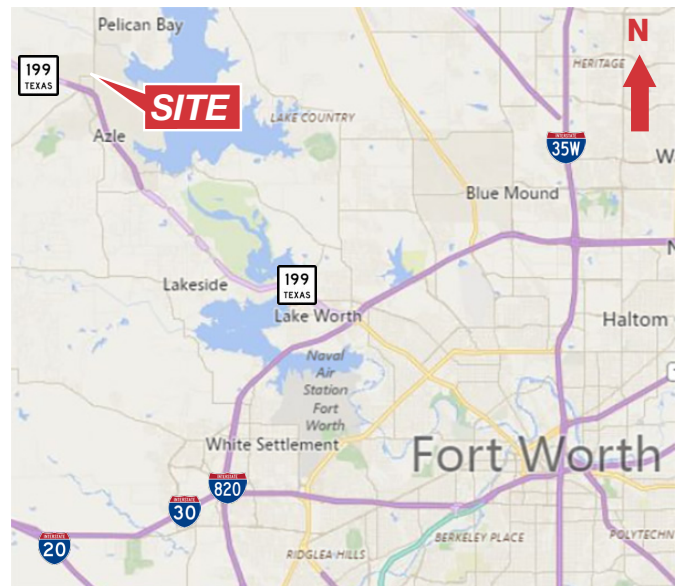 Pelican Bay
N
199
TEXAS
HERITAGE
SITE
LAKE COUNTRY
Azle
INTERSTATE
35W
W
Blue Mound
N
Lakeside
199
TEXAS
Lake Worth
Haltom
Naval
Air
Station
Fort
Worth
1
White Settlement
Fort Worth
INTERSTATE
820
INTERSTATE
30
INTERSTATE
20
BERKELEY PLACE
POLYTECHN
RIDGLEA HILLS